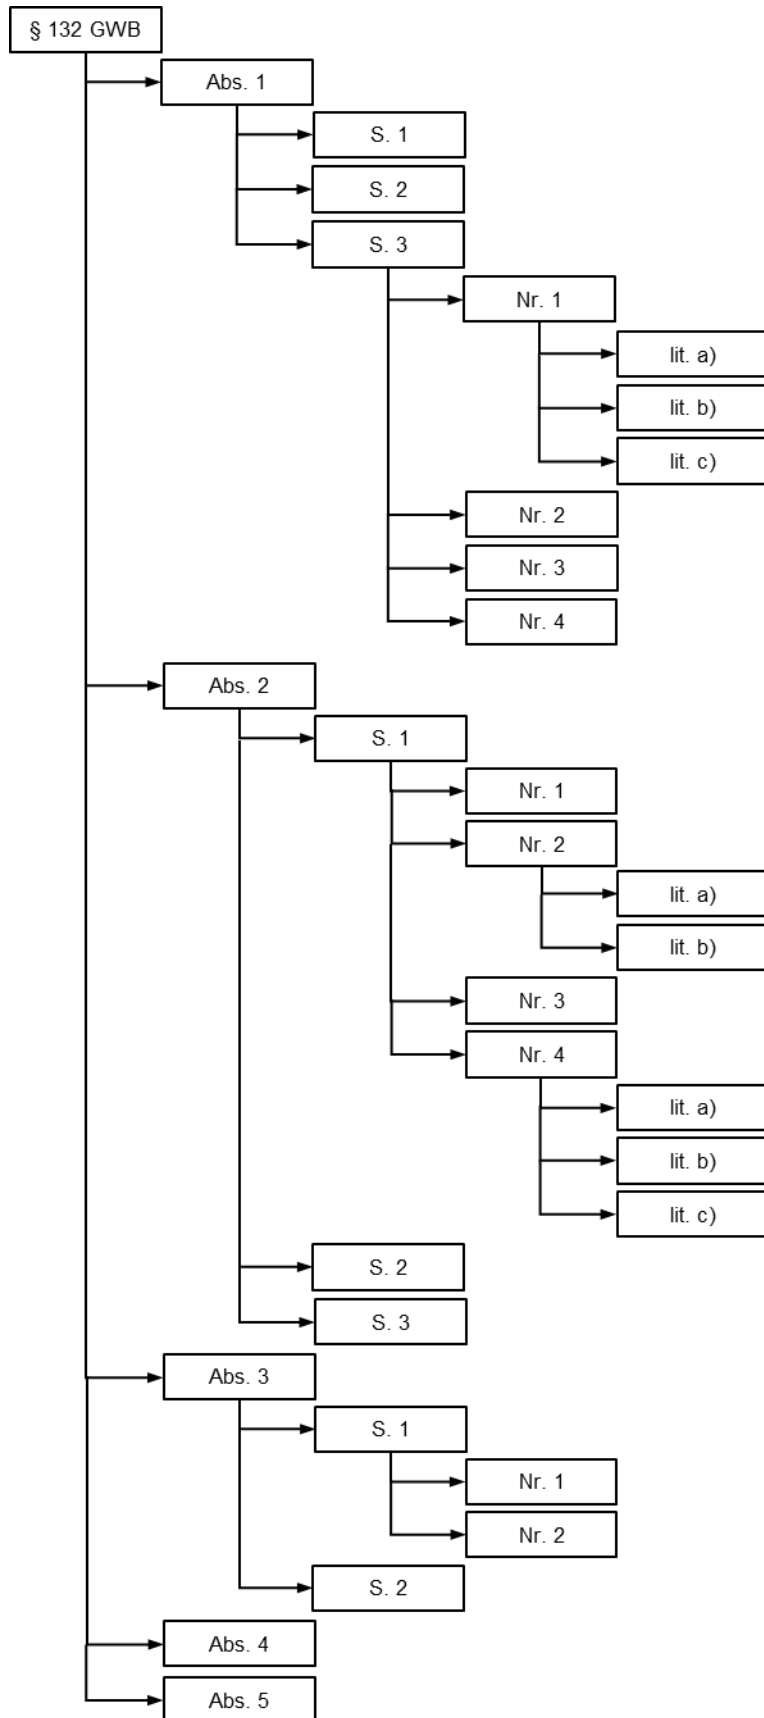 § 132 GWB
Abs. 1
S. 1
S. 2
S. 3
Nr. 1
lit. a)
lit. b)
lit. c)
Nr. 2
Nr. 3
Nr. 4
Abs. 2
S. 1
Nr. 1
Nr. 2
lit. a)
lit. b)
Nr. 3
Nr. 4
lit. a)
lit. b)
lit. c)
S. 2
S. 3
Abs. 3
S. 1
Nr. 1
Nr. 2
S. 2
Abs. 4
Abs. 5